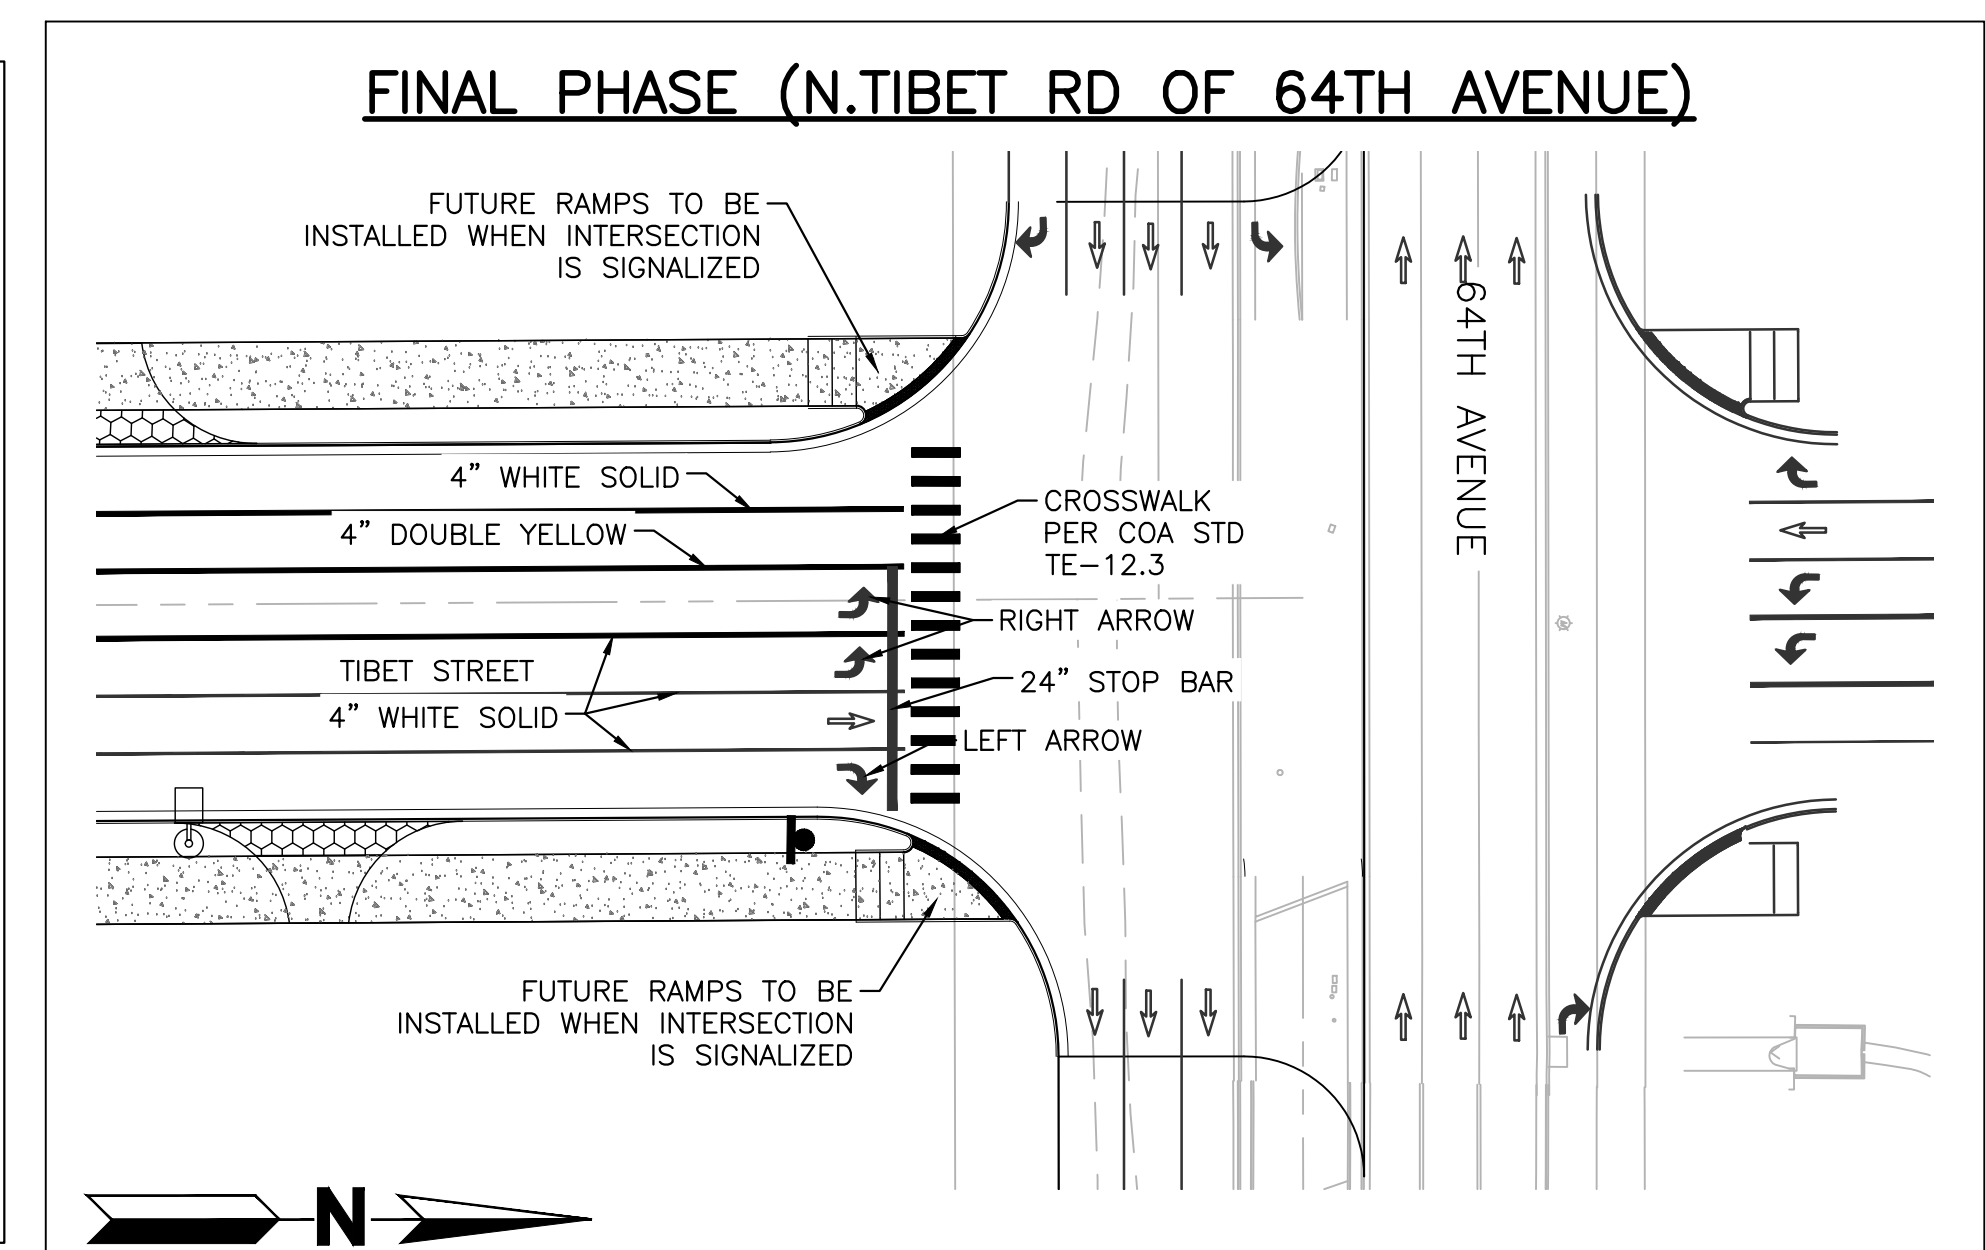 FINAL PHASE (N.TIBET RD OF 64TH AVENUE)
FUTURE RAMPS TO BE
INSTALLED WHEN INTERSECTION
IS SIGNALIZED
64TH AVENUE
4" WHITE SOLID
4" DOUBLE YELLOW
CROSSWALK
PER COA STD
TE-12.3
RIGHT ARROW
TIBET STREET
24" STOP BAR
4" WHITE SOLID
LEFT ARROW
FUTURE RAMPS TO BE
INSTALLED WHEN INTERSECTION
IS SIGNALIZED
N